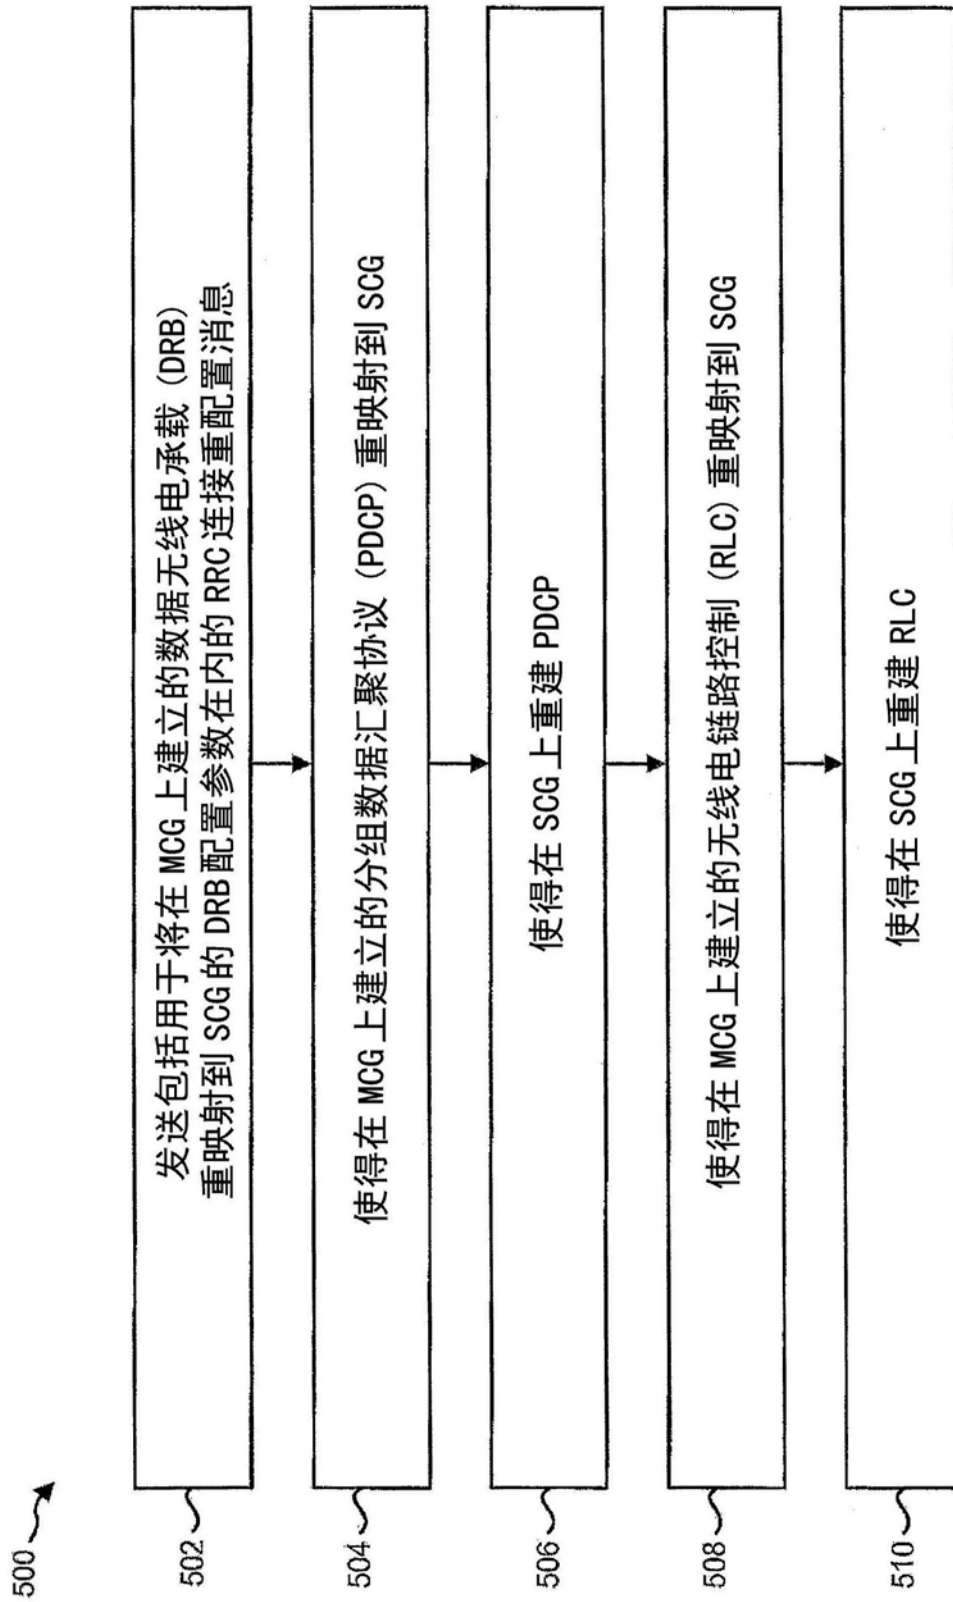 500
502
发送包括用于将在 MCG 上建立的数据无线电承载 (DRB)
重映射到 SCG 的 DRB 配置参数在内的 RRC 连接重配置消息
504
使得在 MCG 上建立的分组数据汇聚协议 (PDCP) 重映射到 SCG
506
使得在 SCG 上重建 PDCP
508
使得在 MCG 上建立的无线电链路控制 (RLC) 重映射到 SCG
510
使得在 SCG 上重建 RLC